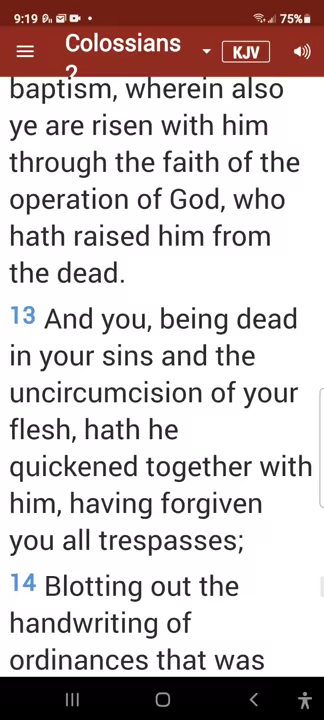 9:19
75%
Colossians
2
KJV
baptism, wherein also
ye are risen with him
through the faith of the
operation of God, who
hath raised him from
the dead.
13 And you, being dead
in your sins and the
uncircumcision of your
flesh, hath he
quickened together with
him, having forgiven
you all trespasses;
14 Blotting out the
handwriting of
ordinances that was